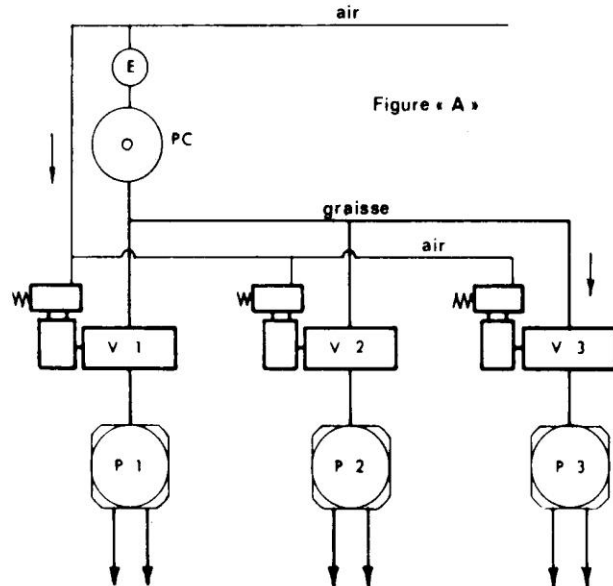 air
E
Figure « A »
O PC
graisse
air
V 1 V 2 V 3
P 1 P 2 P 3